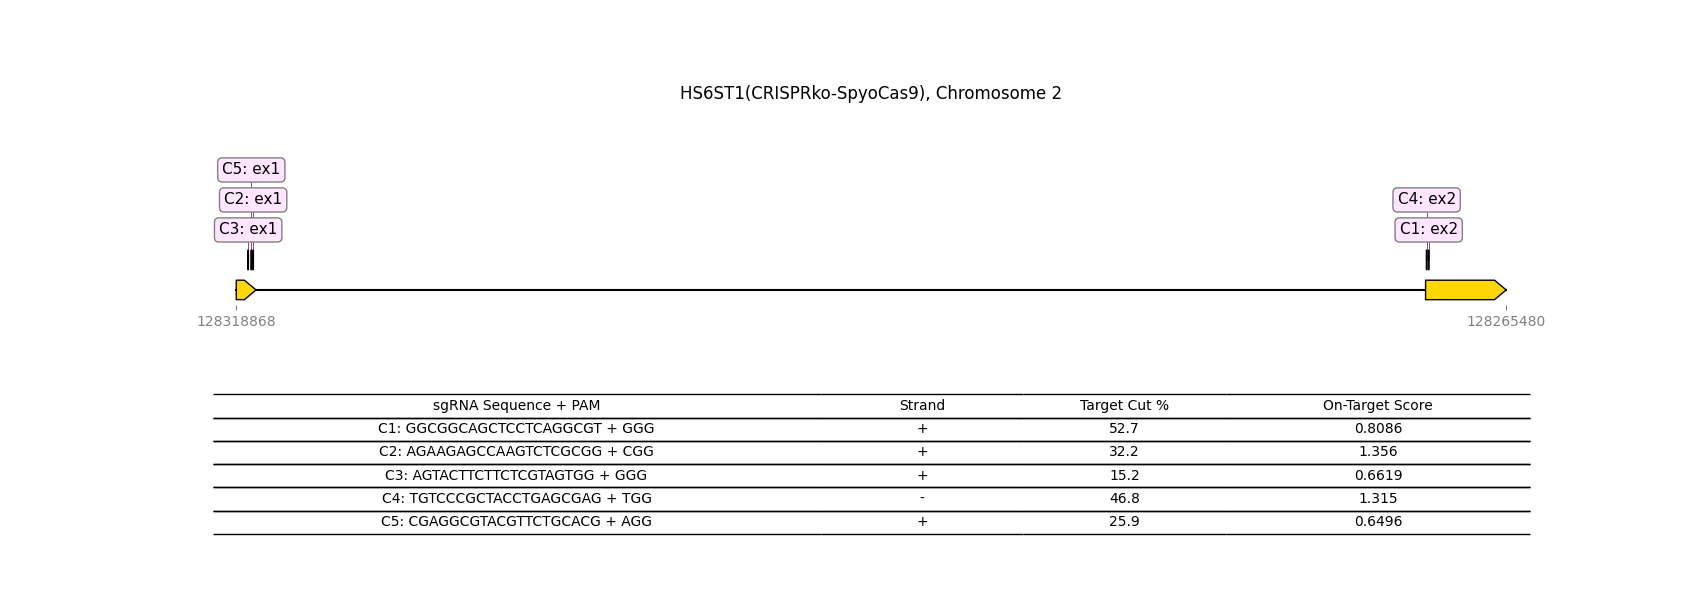 HS6ST1(CRISPRko-SpyoCas9), Chromosome 2
C5: ex1
C2: ex1
C4: ex2
C3: ex1
C1: ex2
128318868
128265480
sgRNA Sequence + PAM Strand Target Cut % On-Target Score
C1: GGCGGCAGCTCCTCAGGCGT + GGG + 52.7 0.8086
C2: AGAAGAGCCAAGTCTCGCGG + CGG + 32.2 1.356
C3: AGTACTTCTTCTCGTAGTGG + GGG + 15.2 0.6619
C4: TGTCCCGCTACCTGAGCGAG + TGG - 46.8 1.315
C5: CGAGGCGTACGTTCTGCACG + AGG + 25.9 0.6496